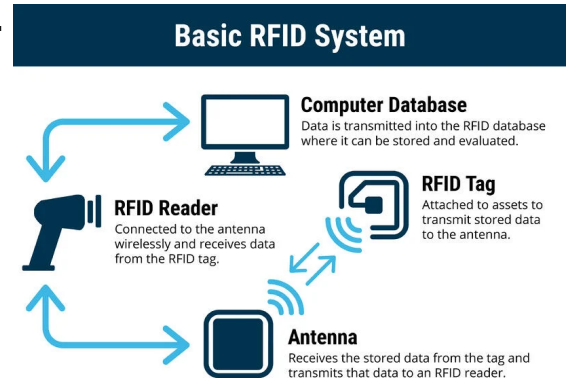 Basic RFID System
Computer Database
Data is transmitted into the RFID database
where it can be stored and evaluated.
RFID Tag
Attached to assets to
transmit stored data
to the antenna.
RFID Reader
Connected to the antenna
wirelessly and receives data
from the RFID tag.
Antenna
Receives the stored data from the tag and
transmits that data to an RFID reader.